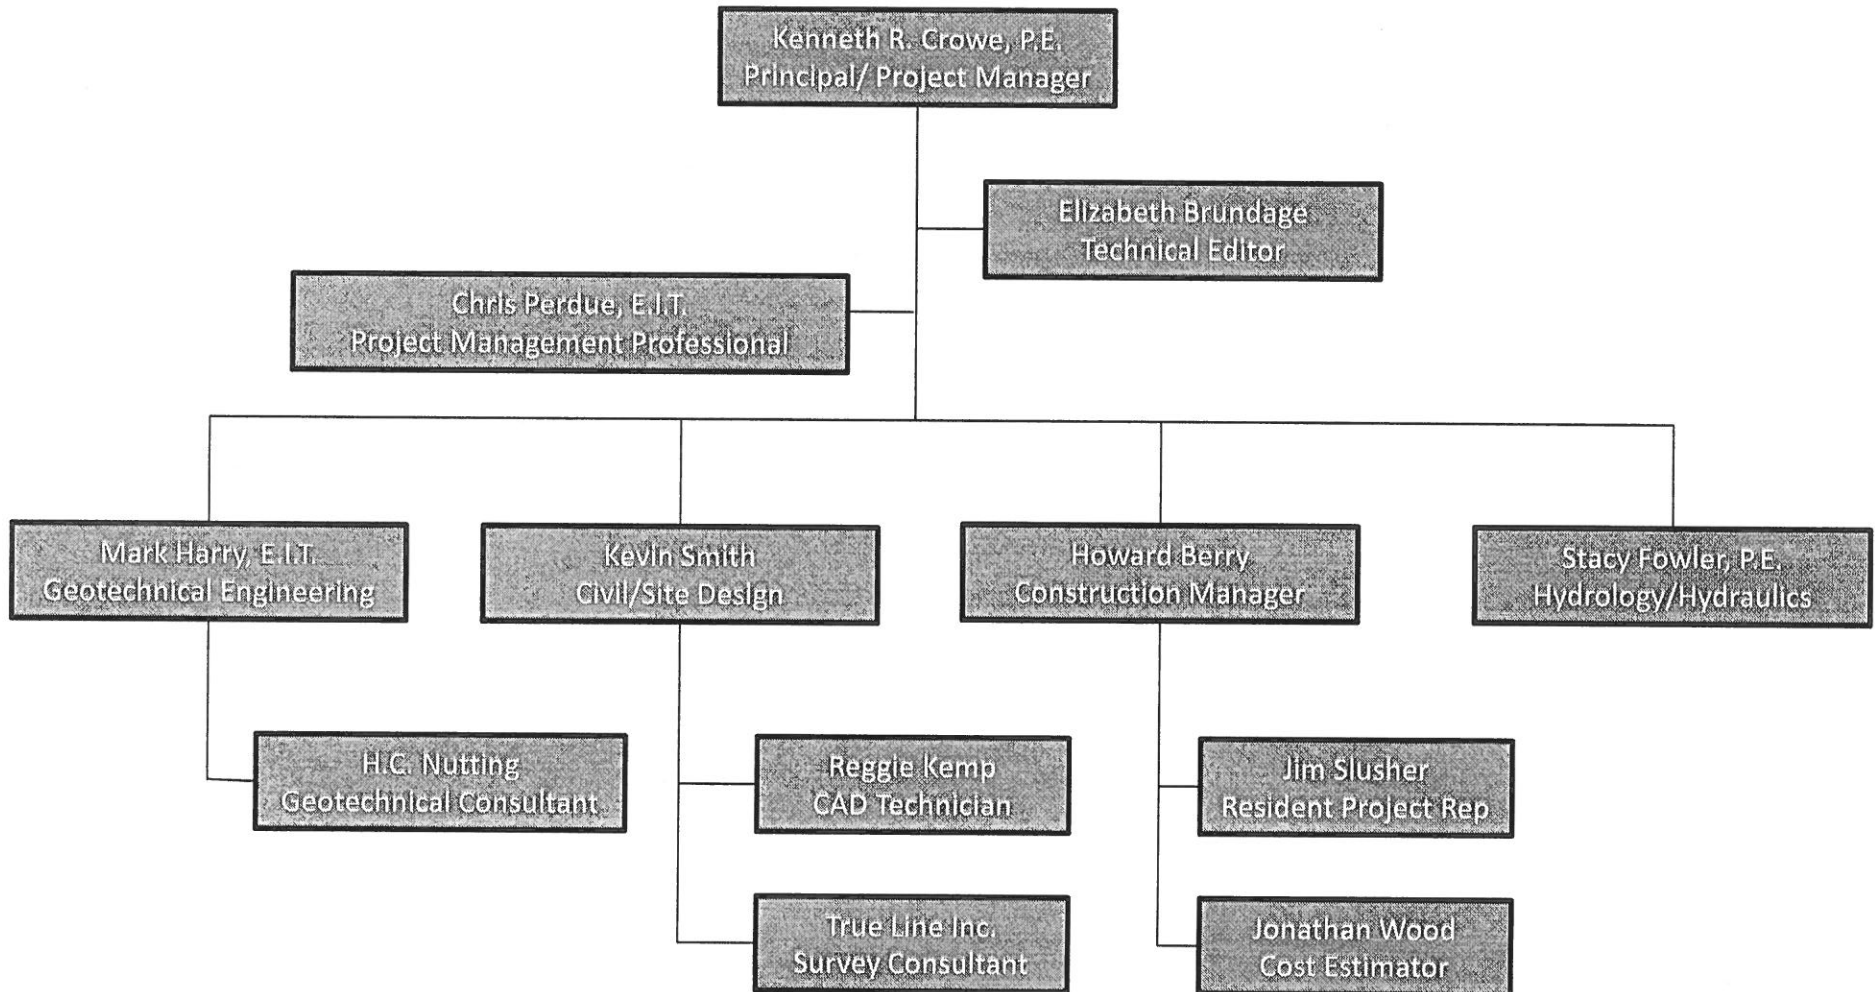 Kenneth R. Crowe, P.E.
Principal/ Project Manager
Elizabeth Brundage
Technical Editor
Chris Perdue, E.I.T.
Project Management Professional
Mark Harry, E.I.T.
Geotechnical Engineering
Kevin Smith
Civil/Site Design
Howard Berry
Construction Manager
Stacy Fowler, P.E.
Hydrology/Hydraulics
H.C. Nutting
Geotechnical Consultant
Reggie Kemp
CAD Technician
Jim Slusher
Resident Project Rep
True Line Inc.
Survey Consultant
Jonathan Wood
Cost Estimator